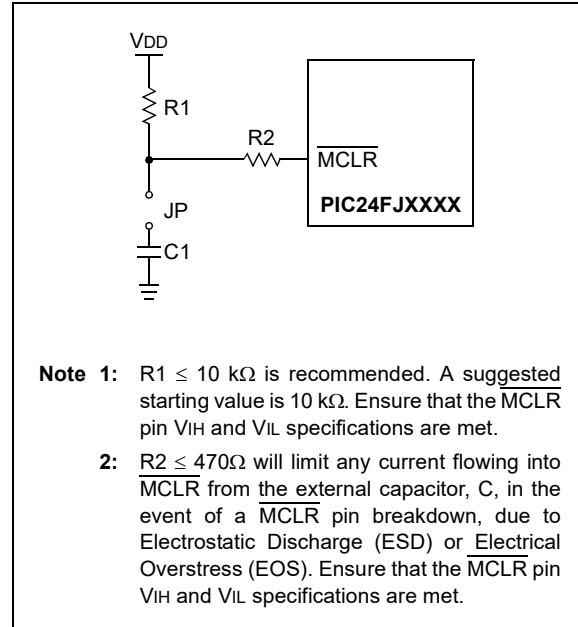 VDD
R1
R2
MCLR
PIC24FJXXXX
JP
C1
Note 1: R1 ≤ 10 kΩ is recommended. A suggested
starting value is 10 kΩ. Ensure that the MCLR
pin VIH and VIL specifications are met.
2: R2 ≤ 470Ω will limit any current flowing into
MCLR from the external capacitor, C, in the
event of a MCLR pin breakdown, due to
Electrostatic Discharge (ESD) or Electrical
Overstress (EOS). Ensure that the MCLR pin
VIH and VIL specifications are met.